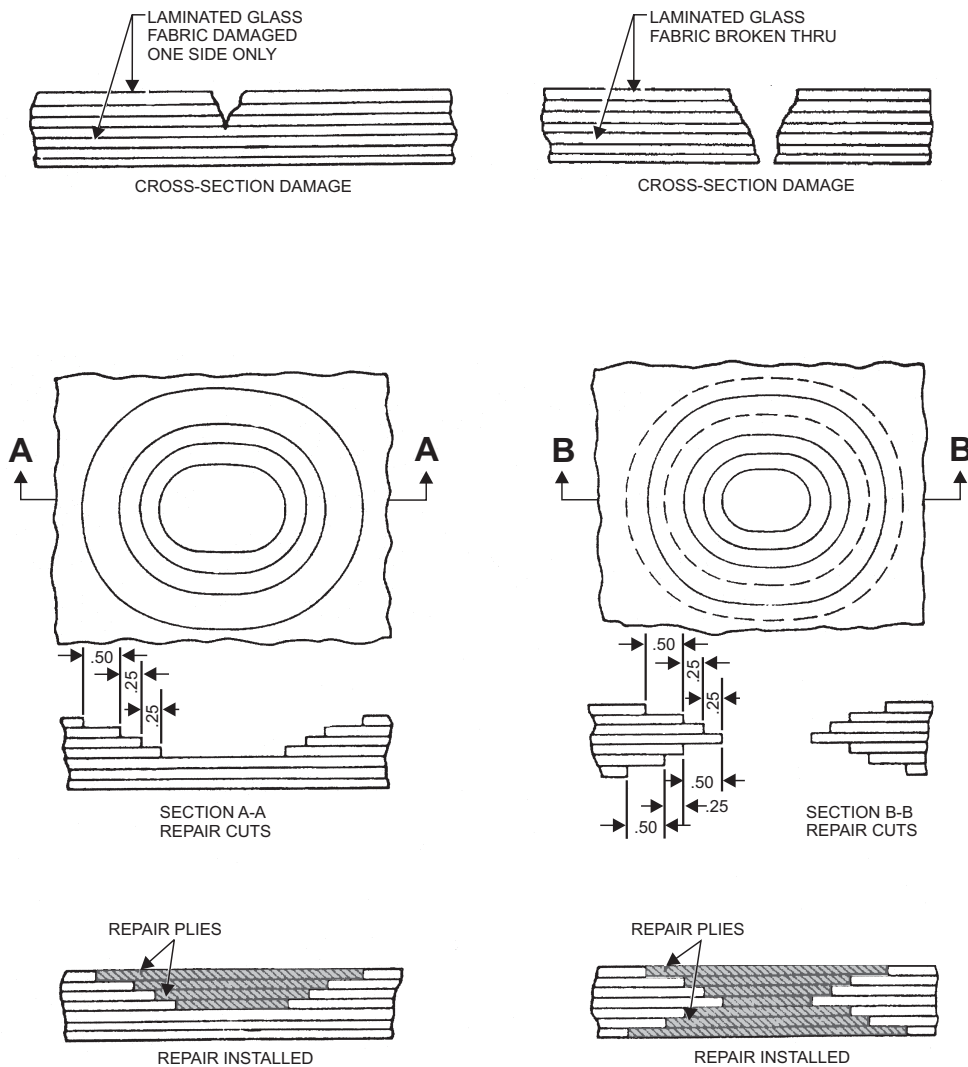 LAMINATED GLASS
FABRIC DAMAGED
ONE SIDE ONLY
CROSS-SECTION DAMAGE
LAMINATED GLASS
FABRIC BROKEN THRU
CROSS-SECTION DAMAGE
A
A
B
B
.50
.25
.25
SECTION A-A
REPAIR CUTS
.50
.25
.25
.50
.25
.50
SECTION B-B
REPAIR CUTS
REPAIR PLIES
REPAIR INSTALLED
REPAIR PLIES
REPAIR INSTALLED